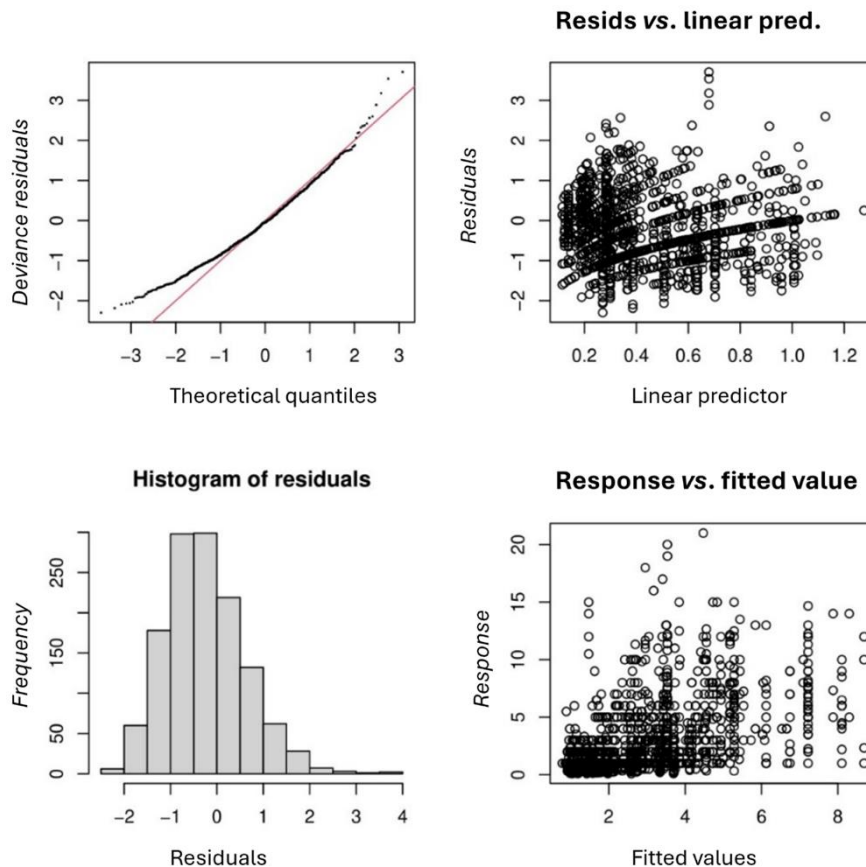 Resids vs. linear pred.
Deviance residuals
3
2
1
0
−1
−2
−3 −2 −1 0 1 2 3
Theoretical quantiles
Residuals
3
2
1
0
−1
−2
0.2 0.4 0.6 0.8 1.0 1.2
Linear predictor
Histogram of residuals
Frequency
250
150
50
0
−2 −1 0 1 2 3 4
Residuals
Response vs. fitted value
Response
20
15
10
5
0
2 4 6 8
Fitted values